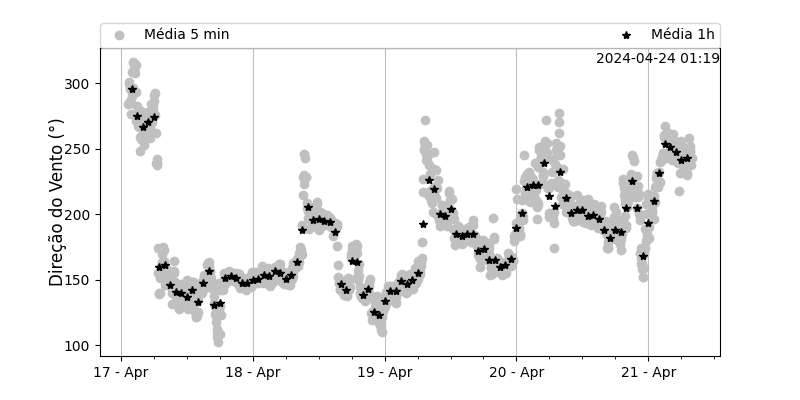 Média 5 min
Média 1h
2024-04-24 01:19
Direção do Vento (°)
300
250
200
150
100
17 - Apr
18 - Apr
19 - Apr
20 - Apr
21 - Apr